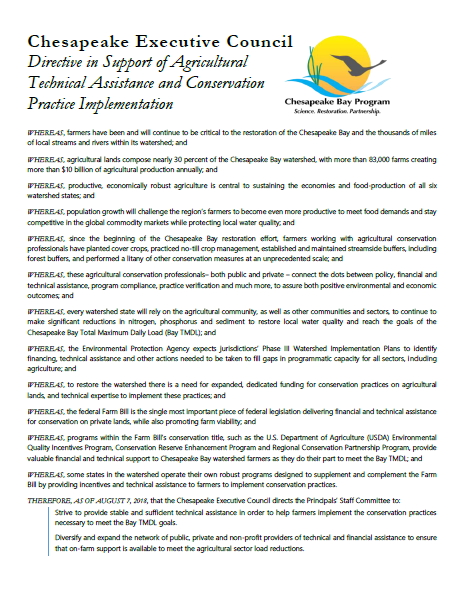 Chesapeake Executive Council
Directive in Support of Agricultural
Technical Assistance and Conservation
Practice Implementation
Chesapeake Bay Program
Science. Restoration. Partnership.
WHEREAS, farmers have been and will continue to be critical to the restoration of the Chesapeake Bay and the thousands of miles
of local streams and rivers within its watershed; and
WHEREAS, agricultural lands compose nearly 30 percent of the Chesapeake Bay watershed, with more than 83,000 farms creating
more than $10 billion of agricultural production annually; and
WHEREAS, productive, economically robust agriculture is central to sustaining the economies and food-production of all six
watershed states; and
WHEREAS, population growth will challenge the region's farmers to become even more productive to meet food demands and stay
competitive in the global commodity markets while protecting local water quality; and
WHEREAS, since the beginning of the Chesapeake Bay restoration effort, farmers working with agricultural conservation
professionals have planted cover crops, practiced no-till crop management, established and maintained streamside buffers, including
forest buffers, and performed a litany of other conservation measures at an unprecedented scale; and
WHEREAS, these agricultural conservation professionals– both public and private – connect the dots between policy, financial and
technical assistance, program compliance, practice verification and much more, to assure both positive environmental and economic
outcomes; and
WHEREAS, every watershed state will rely on the agricultural community, as well as other communities and sectors, to continue to
make significant reductions in nitrogen, phosphorus and sediment to restore local water quality and reach the goals of the
Chesapeake Bay Total Maximum Daily Load (Bay TMDL); and
WHEREAS, the Environmental Protection Agency expects jurisdictions' Phase III Watershed Implementation Plans to identify
financing, technical assistance and other actions needed to be taken to fill gaps in programmatic capacity for all sectors, including
agriculture; and
WHEREAS, to restore the watershed there is a need for expanded, dedicated funding for conservation practices on agricultural
lands, and technical expertise to implement these practices; and
WHEREAS, the federal Farm Bill is the single most important piece of federal legislation delivering financial and technical assistance
for conservation on private lands, while also promoting farm viability; and
WHEREAS, programs within the Farm Bill's conservation title, such as the U.S. Department of Agriculture (USDA) Environmental
Quality Incentives Program, Conservation Reserve Enhancement Program and Regional Conservation Partnership Program, provide
valuable financial and technical support to Chesapeake Bay watershed farmers as they do their part to meet the Bay TMDL; and
WHEREAS, some states in the watershed operate their own robust programs designed to supplement and complement the Farm
Bill by providing incentives and technical assistance to farmers to implement conservation practices.
THEREFORE, AS OF AUGUST 7, 2018, that the Chesapeake Executive Council directs the Principals' Staff Committee to:
Strive to provide stable and sufficient technical assistance in order to help farmers implement the conservation practices
necessary to meet the Bay TMDL goals.
Diversify and expand the network of public, private and non-profit providers of technical and financial assistance to ensure
that on-farm support is available to meet the agricultural sector load reductions.